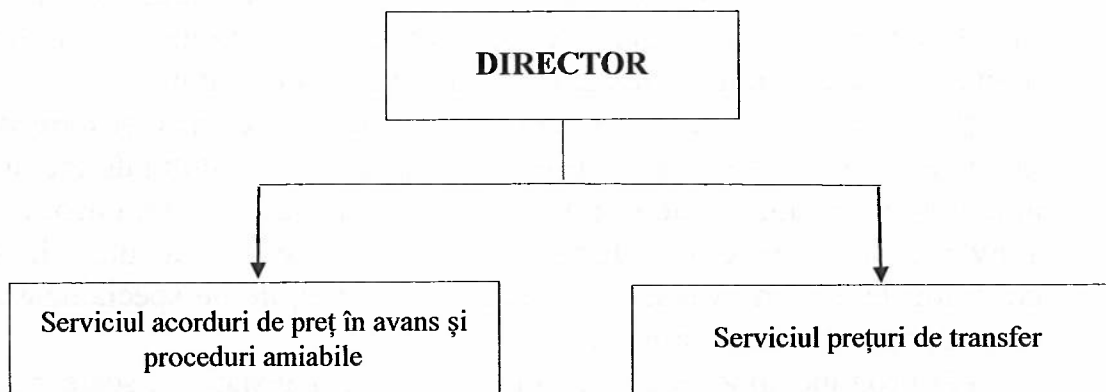 DIRECTOR
Serviciul acorduri de preț în avans și
proceduri amiabile
Serviciul prețuri de transfer